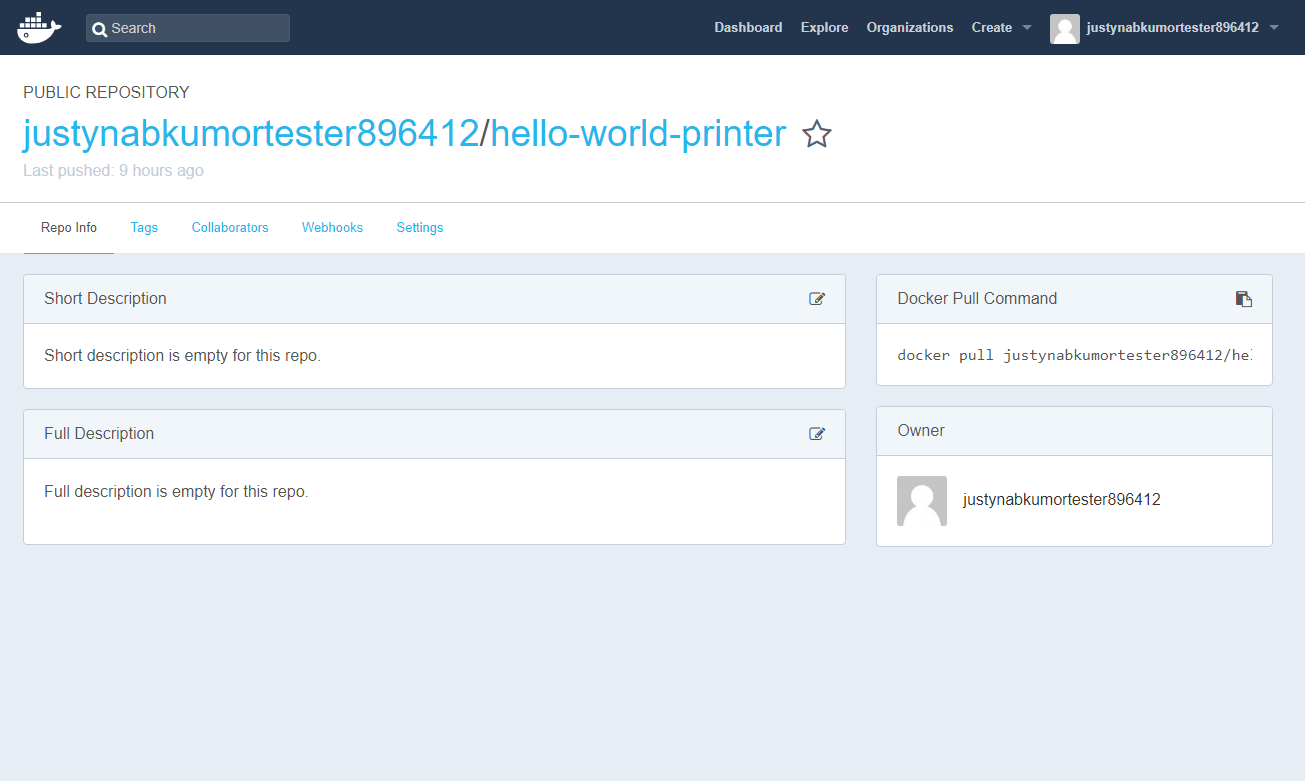 Search
Dashboard Explore Organizations Create justynabkumortester896412
PUBLIC REPOSITORY
justynabkumortester896412/hello-world-printer
Last pushed: 9 hours ago
Repo Info Tags Collaborators Webhooks Settings
Short Description
Short description is empty for this repo.
Full Description
Full description is empty for this repo.
Docker Pull Command
docker pull justynabkumortester896412/hel
Owner
justynabkumortester896412